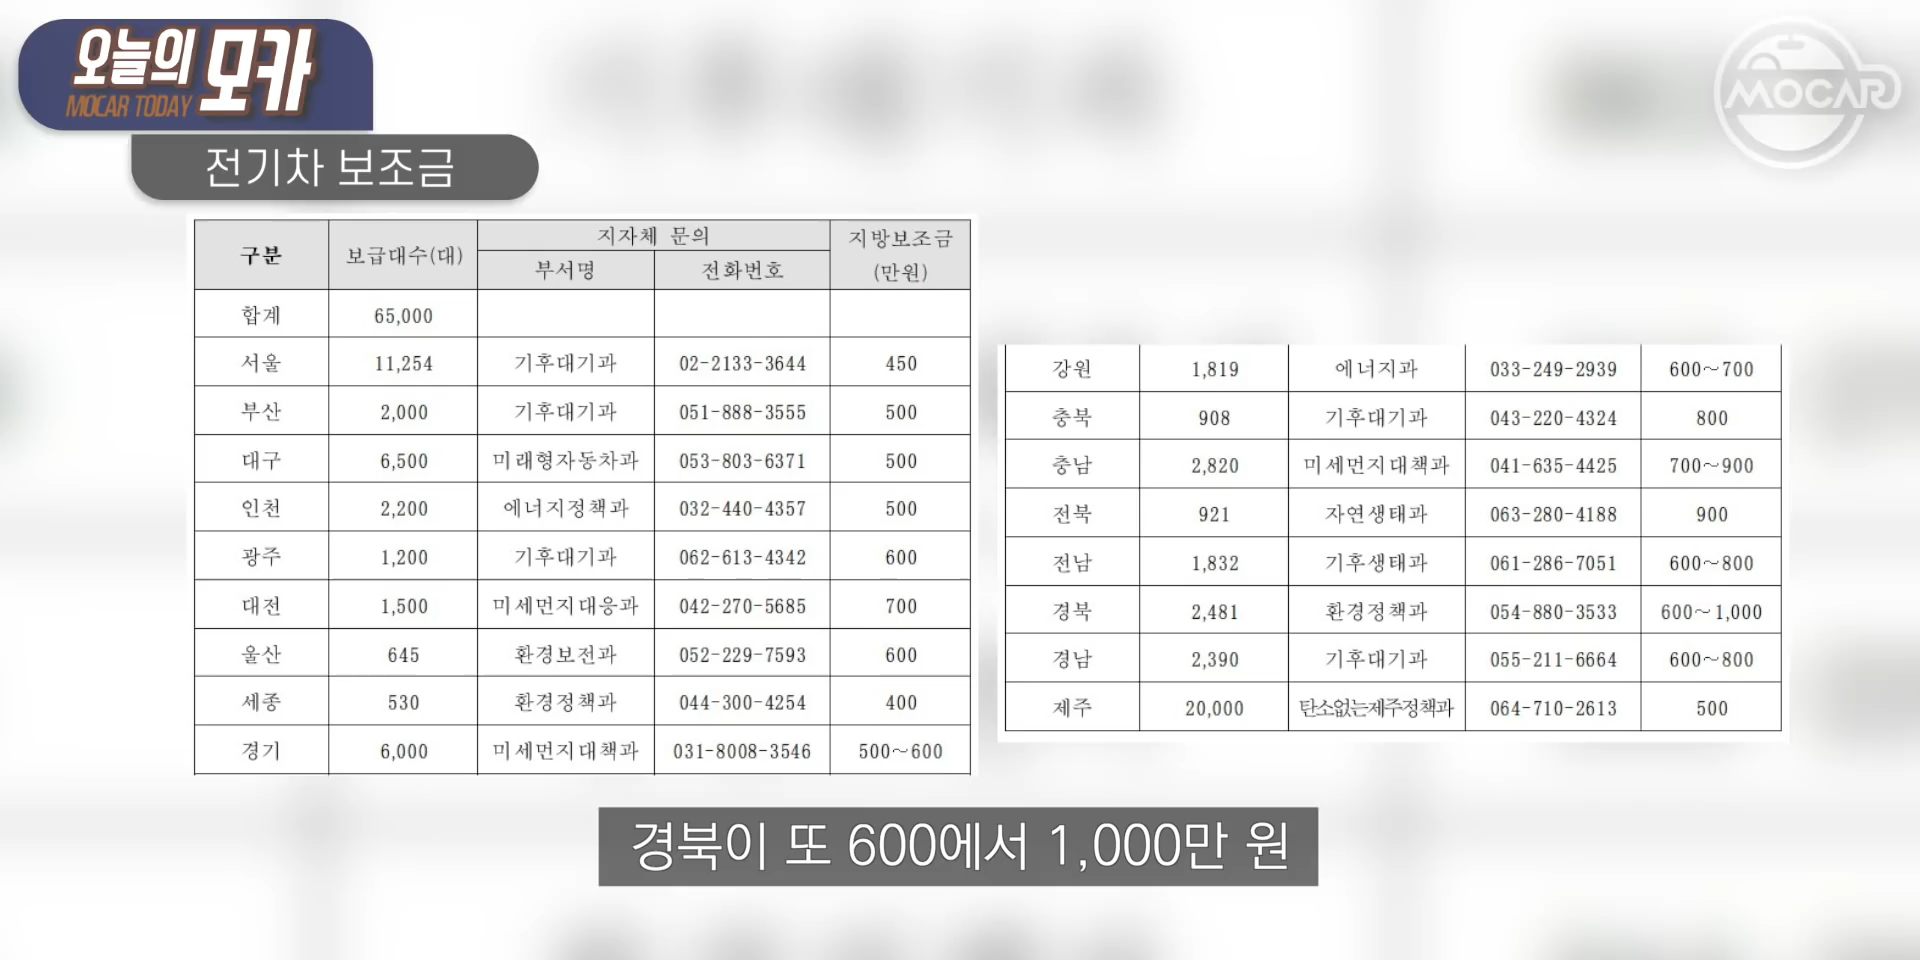 오늘의 모카
MOCAR TODAY
MOCAR
전기차 보조금
구분 보급대수(대) 지자체 문의 지방보조금
부서명 전화번호 (만원)
합계 65,000
서울 11,254 기후대기과 02-2133-3644 450
부산 2,000 기후대기과 051-888-3555 500
대구 6,500 미래형자동차과 053-803-6371 500
인천 2,200 에너지정책과 032-440-4357 500
광주 1,200 기후대기과 062-613-4342 600
대전 1,500 미세먼지대응과 042-270-5685 700
울산 645 환경보전과 052-229-7593 600
세종 530 환경정책과 044-300-4254 400
경기 6,000 미세먼지대책과 031-8008-3546 500~600
강원 1,819 에너지과 033-249-2939 600~700
충북 908 기후대기과 043-220-4324 800
충남 2,820 미세먼지대책과 041-635-4425 700~900
전북 921 자연생태과 063-280-4188 900
전남 1,832 기후생태과 061-286-7051 600~800
경북 2,481 환경정책과 054-880-3533 600~1,000
경남 2,390 기후대기과 055-211-6664 600~800
제주 20,000 탄소없는제주정책과 064-710-2613 500
경북이 또 600에서 1,000만 원